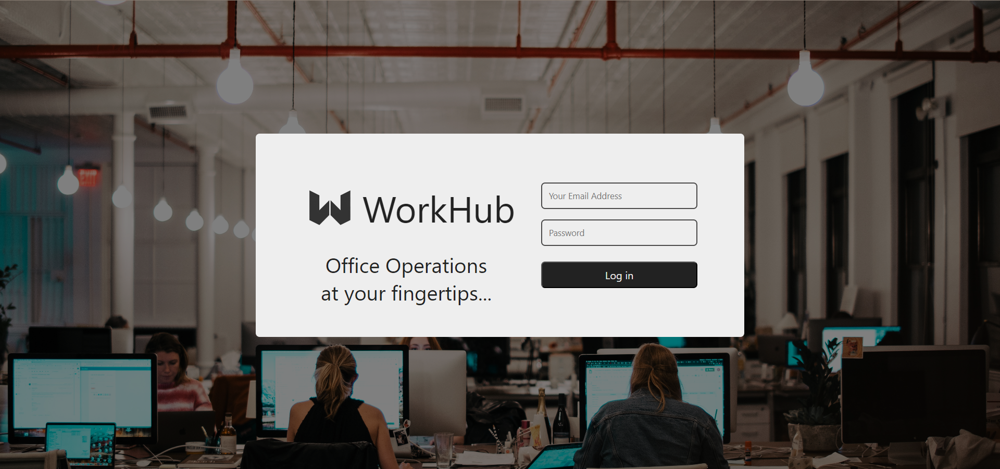 WorkHub
Office Operations
at your fingertips...
Your Email Address
Password
Log in